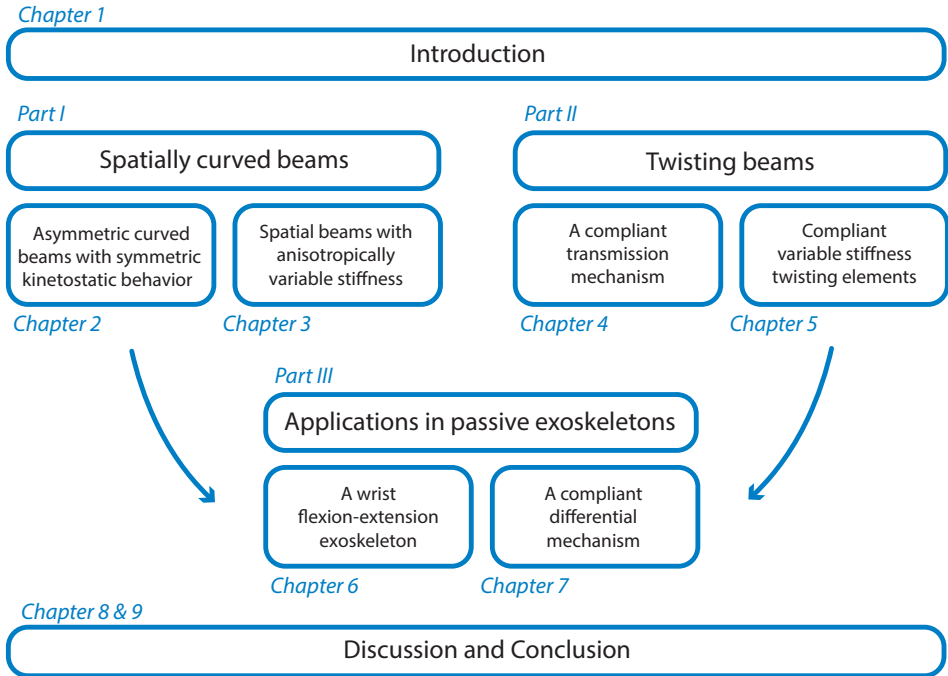 Chapter 1
Introduction
Part I
Spatially curved beams
Asymmetric curved
beams with symmetric
kinetostatic behavior
Chapter 2
Spatial beams with
anisotropically
variable stiffness
Chapter 3
Part II
Twisting beams
A compliant
transmission
mechanism
Chapter 4
Compliant
variable stiffness
twisting elements
Chapter 5
Part III
Applications in passive exoskeletons
A wrist
flexion-extension
exoskeleton
Chapter 6
A compliant
differential
mechanism
Chapter 7
Chapter 8 & 9
Discussion and Conclusion